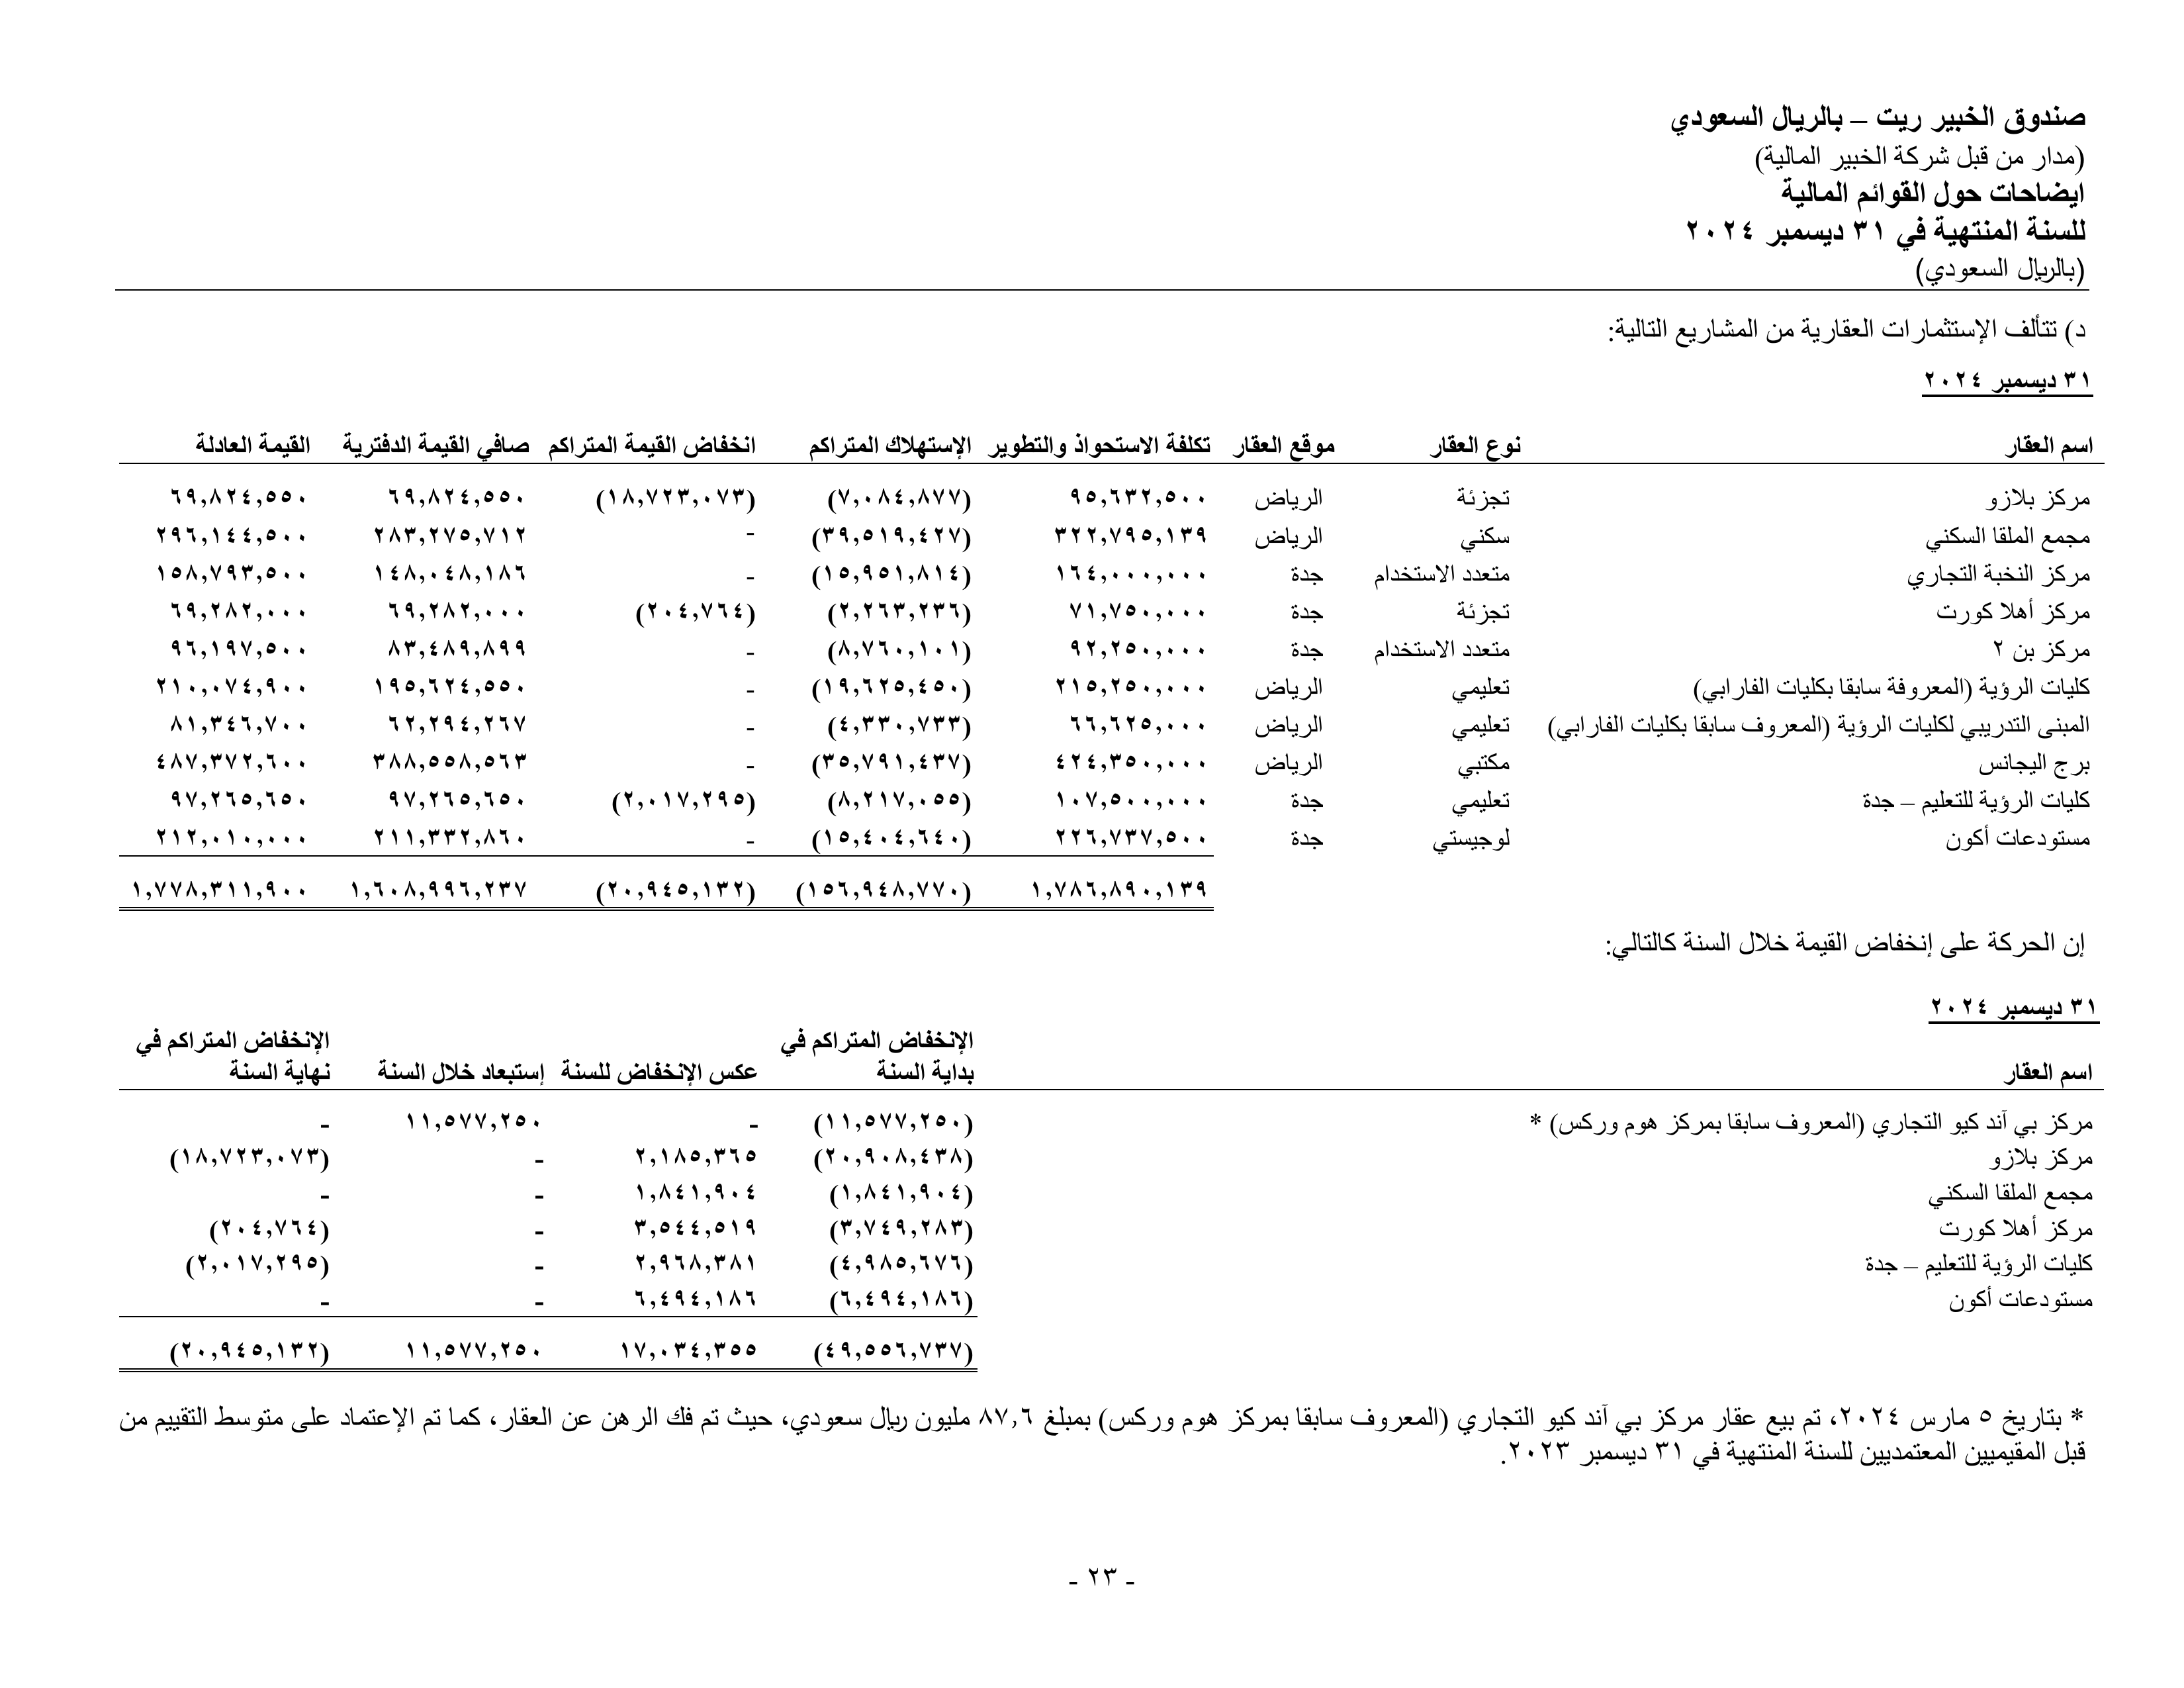 صندوق الخبير ريت – بالريال السعودي
(مدار من قبل شركة الخبير المالية)
ايضاحات حول القوائم المالية
للسنة المنتهية في ٣١ ديسمبر ٢٠٢٤
(بالريال السعودي)
د) تتألف الإستثمارات العقارية من المشاريع التالية:
٣١ ديسمبر ٢٠٢٤
اسم العقار نوع العقار موقع العقار تكلفة الاستحواذ والتطوير الإستهلاك المتراكم انخفاض القيمة المتراكم صافي القيمة الدفترية القيمة العادلة
مركز بلازو تجزئة الرياض ٩٥,٦٣٢,٥٠٠ (٧,٠٨٤,٨٧٧) (١٨,٧٢٣,٠٧٣) ٦٩,٨٢٤,٥٥٠ ٦٩,٨٢٤,٥٥٠
مجمع الملقا السكني سكني الرياض ٣٢٢,٧٩٥,١٣٩ (٣٩,٥١٩,٤٢٧) - ٢٨٣,٢٧٥,٧١٢ ٢٩٦,١٤٤,٥٠٠
مركز النخبة التجاري متعدد الاستخدام جدة ١٦٤,٠٠٠,٠٠٠ (١٥,٩٥١,٨١٤) - ١٤٨,٠٤٨,١٨٦ ١٥٨,٧٩٣,٥٠٠
مركز أهلا كورت تجزئة جدة ٧١,٧٥٠,٠٠٠ (٢,٢٦٣,٢٣٦) (٢٠٤,٧٦٤) ٦٩,٢٨٢,٠٠٠ ٦٩,٢٨٢,٠٠٠
مركز بن ٢ متعدد الاستخدام جدة ٩٢,٢٥٠,٠٠٠ (٨,٧٦٠,١٠١) - ٨٣,٤٨٩,٨٩٩ ٩٦,١٩٧,٥٠٠
كليات الرؤية (المعروفة سابقا بكليات الفارابي) تعليمي الرياض ٢١٥,٢٥٠,٠٠٠ (١٩,٦٢٥,٤٥٠) - ١٩٥,٦٢٤,٥٥٠ ٢١٠,٠٧٤,٩٠٠
المبنى التدريبي لكليات الرؤية (المعروف سابقا بكليات الفارابي) تعليمي الرياض ٦٦,٦٢٥,٠٠٠ (٤,٣٣٠,٧٣٣) - ٦٢,٢٩٤,٢٦٧ ٨١,٣٤٦,٧٠٠
برج اليجانس مكتبي الرياض ٤٢٤,٣٥٠,٠٠٠ (٣٥,٧٩١,٤٣٧) - ٣٨٨,٥٥٨,٥٦٣ ٤٨٧,٣٧٢,٦٠٠
كليات الرؤية للتعليم – جدة تعليمي جدة ١٠٧,٥٠٠,٠٠٠ (٨,٢١٧,٠٥٥) (٢,٠١٧,٢٩٥) ٩٧,٢٦٥,٦٥٠ ٩٧,٢٦٥,٦٥٠
مستودعات أكون لوجيستي جدة ٢٢٦,٧٣٧,٥٠٠ (١٥,٤٠٤,٦٤٠) - ٢١١,٣٣٢,٨٦٠ ٢١٢,٠١٠,٠٠٠
١,٧٨٦,٨٩٠,١٣٩ (١٥٦,٩٤٨,٧٧٠) (٢٠,٩٤٥,١٣٢) ١,٦٠٨,٩٩٦,٢٣٧ ١,٧٧٨,٣١١,٩٠٠
إن الحركة على إنخفاض القيمة خلال السنة كالتالي:
٣١ ديسمبر ٢٠٢٤
الإنخفاض المتراكم في الإنخفاض المتراكم في
اسم العقار بداية السنة عكس الإنخفاض للسنة إستبعاد خلال السنة نهاية السنة
مركز بي آند كيو التجاري (المعروف سابقا بمركز هوم وركس) * (١١,٥٧٧,٢٥٠) - ١١,٥٧٧,٢٥٠ -
مركز بلازو (٢٠,٩٠٨,٤٣٨) ٢,١٨٥,٣٦٥ - (١٨,٧٢٣,٠٧٣)
مجمع الملقا السكني (١,٨٤١,٩٠٤) ١,٨٤١,٩٠٤ - -
مركز أهلا كورت (٣,٧٤٩,٢٨٣) ٣,٥٤٤,٥١٩ - (٢٠٤,٧٦٤)
كليات الرؤية للتعليم – جدة (٤,٩٨٥,٦٧٦) ٢,٩٦٨,٣٨١ - (٢,٠١٧,٢٩٥)
مستودعات أكون (٦,٤٩٤,١٨٦) ٦,٤٩٤,١٨٦ - -
(٤٩,٥٥٦,٧٣٧) ١٧,٠٣٤,٣٥٥ ١١,٥٧٧,٢٥٠ (٢٠,٩٤٥,١٣٢)
* بتاريخ ٥ مارس ٢٠٢٤، تم بيع عقار مركز بي آند كيو التجاري (المعروف سابقا بمركز هوم وركس) بمبلغ ٨٧,٦ مليون ريال سعودي، حيث تم فك الرهن عن العقار، كما تم الإعتماد على متوسط التقييم من
قبل المقيميين المعتمديين للسنة المنتهية في ٣١ ديسمبر ٢٠٢٣.
- ٢٣ -